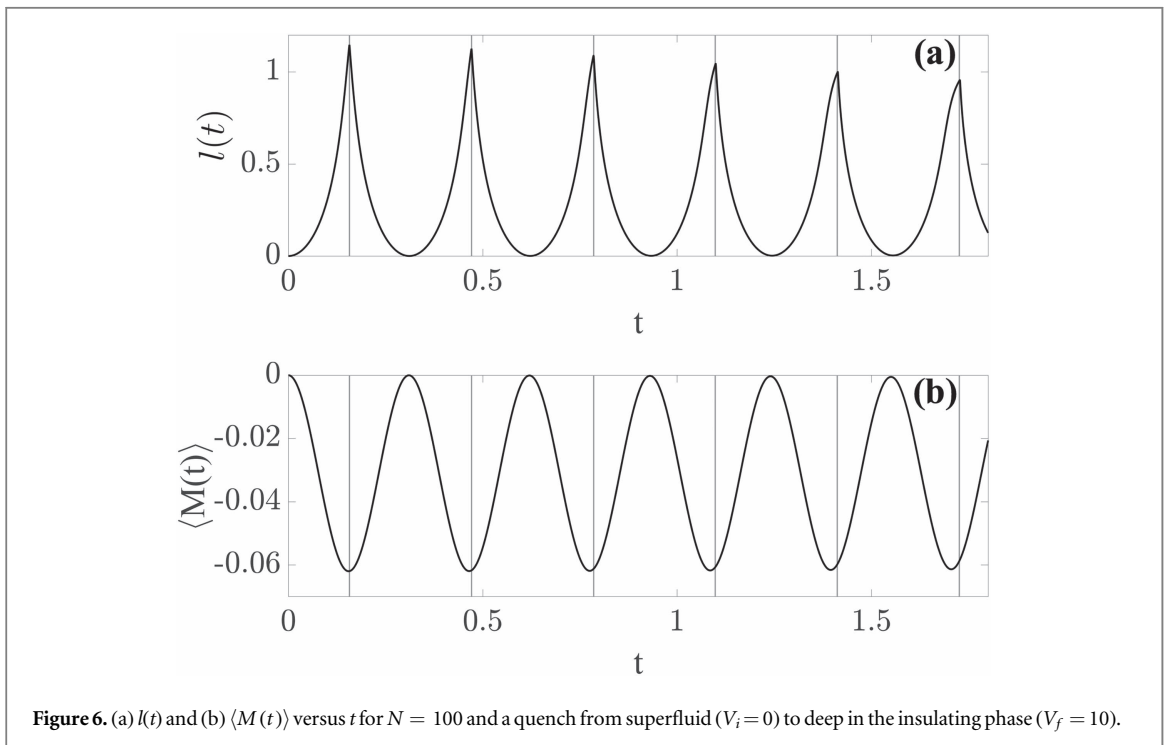 (a)
1
0.5
0
l(t)
0 0.5 1 1.5
t
(b)
0
-0.02
-0.04
-0.06
⟨M(t)⟩
0 0.5 1 1.5
t
Figure 6. (a) l(t) and (b) ⟨M(t)⟩ versus t for N = 100 and a quench from superfluid (V_i = 0) to deep in the insulating phase (V_f = 10).